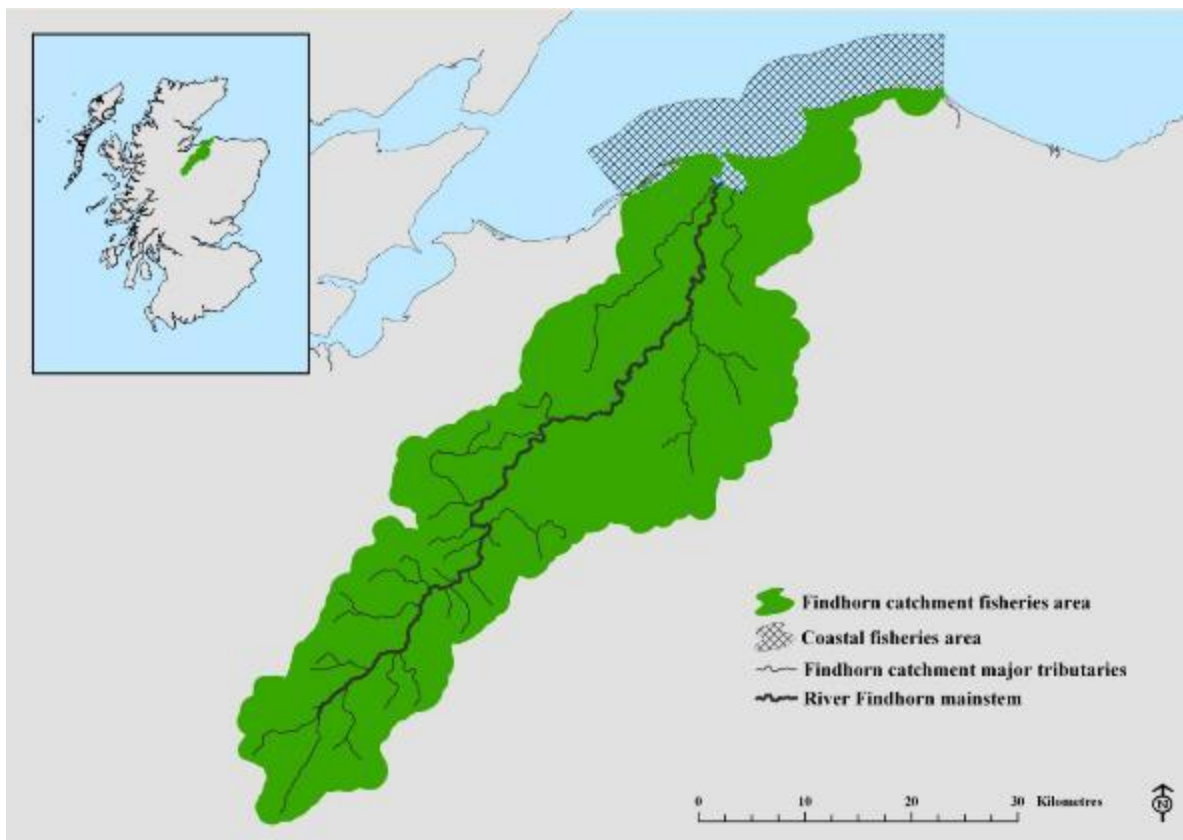 Findhorn catchment fisheries area
Coastal fisheries area
Findhorn catchment major tributaries
River Findhorn mainstem
0 10 20 30 Kilometres
N